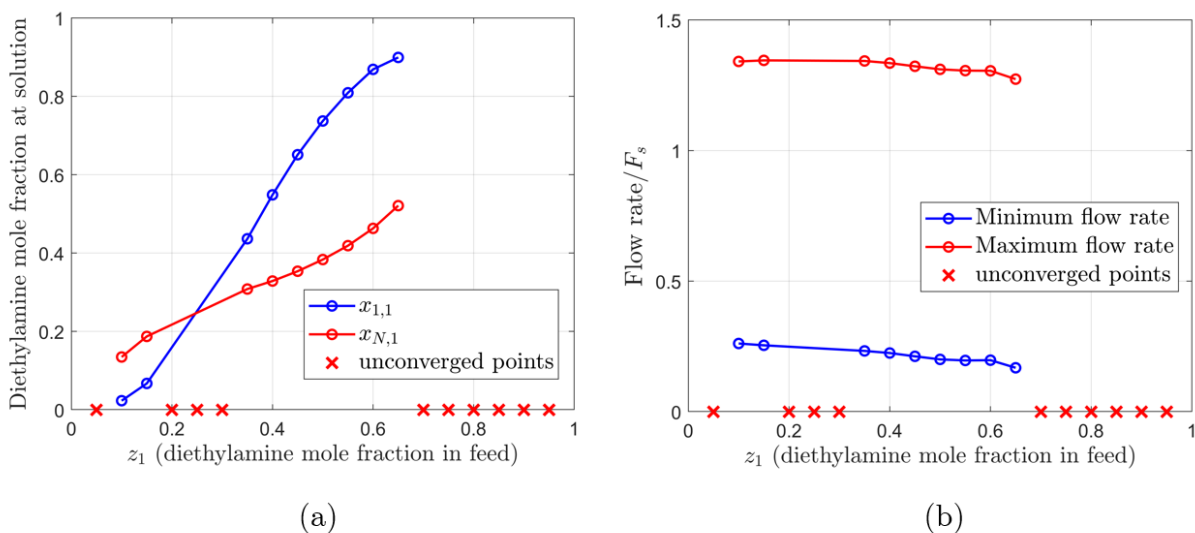 Diethylamine mole fraction at solution
1
0.8
0.6
0.4
0.2
0
x1,1
xN,1
unconverged points
0 0.2 0.4 0.6 0.8 1
z1 (diethylamine mole fraction in feed)
(a)
Flow rate/Fs
1.5
1
0.5
0
Minimum flow rate
Maximum flow rate
unconverged points
0 0.2 0.4 0.6 0.8 1
z1 (diethylamine mole fraction in feed)
(b)